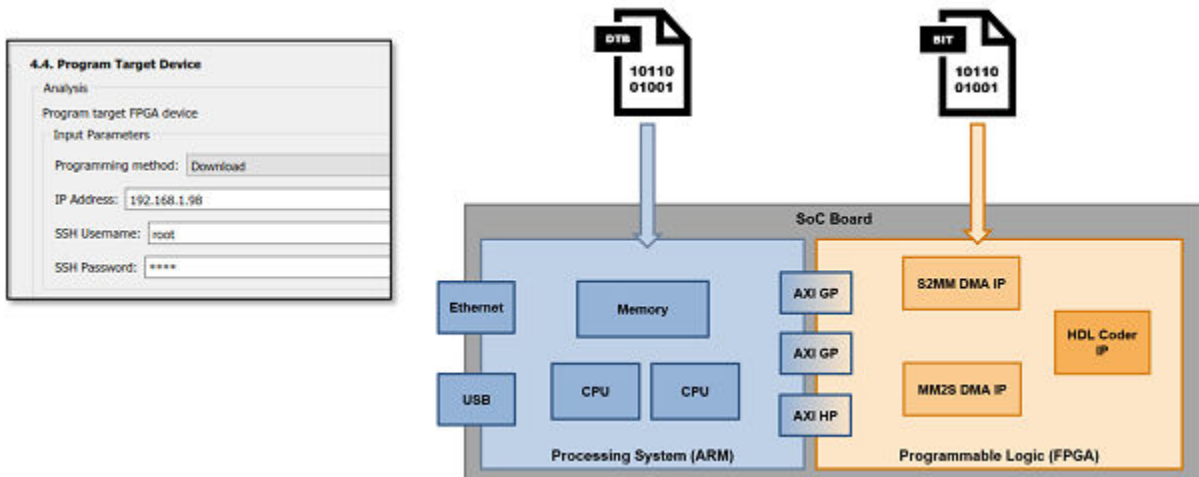 4.4. Program Target Device
Analysis
Program target FPGA device
Input Parameters
Programming method: Download
IP Address: 192.168.1.98
SSH Username: root
SSH Password: ****
DTB
10110
01001
BIT
10110
01001
SoC Board
Ethernet
USB
Memory
CPU
CPU
Processing System (ARM)
AXI GP
AXI GP
AXI HP
S2MM DMA IP
MM2S DMA IP
HDL Coder
IP
Programmable Logic (FPGA)